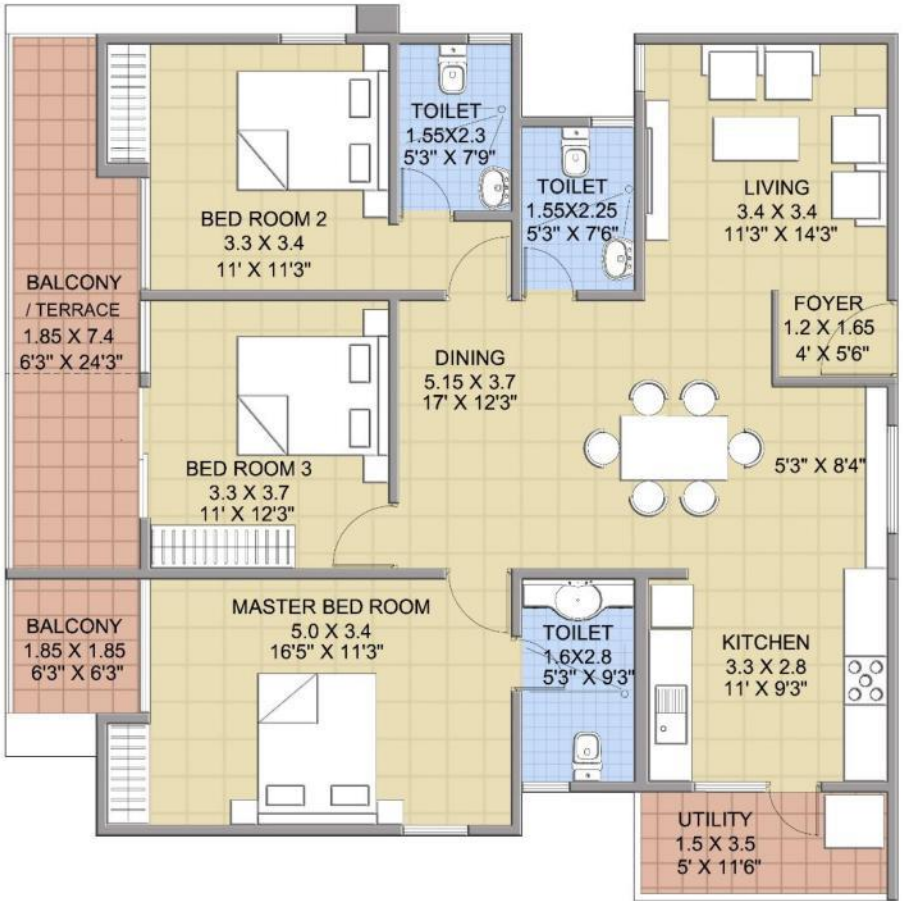 TOILET
1.55X2.3
5'3" X 7'9"
TOILET
1.55X2.25
5'3" X 7'6"
LIVING
3.4 X 3.4
11'3" X 14'3"
BED ROOM 2
3.3 X 3.4
11' X 11'3"
BALCONY
/ TERRACE
1.85 X 7.4
6'3" X 24'3"
FOYER
1.2 X 1.65
4' X 5'6"
DINING
5.15 X 3.7
17' X 12'3"
5'3" X 8'4"
BED ROOM 3
3.3 X 3.7
11' X 12'3"
BALCONY
1.85 X 1.85
6'3" X 6'3"
MASTER BED ROOM
5.0 X 3.4
16'5" X 11'3"
TOILET
1.6X2.8
5'3" X 9'3"
KITCHEN
3.3 X 2.8
11' X 9'3"
UTILITY
1.5 X 3.5
5' X 11'6"